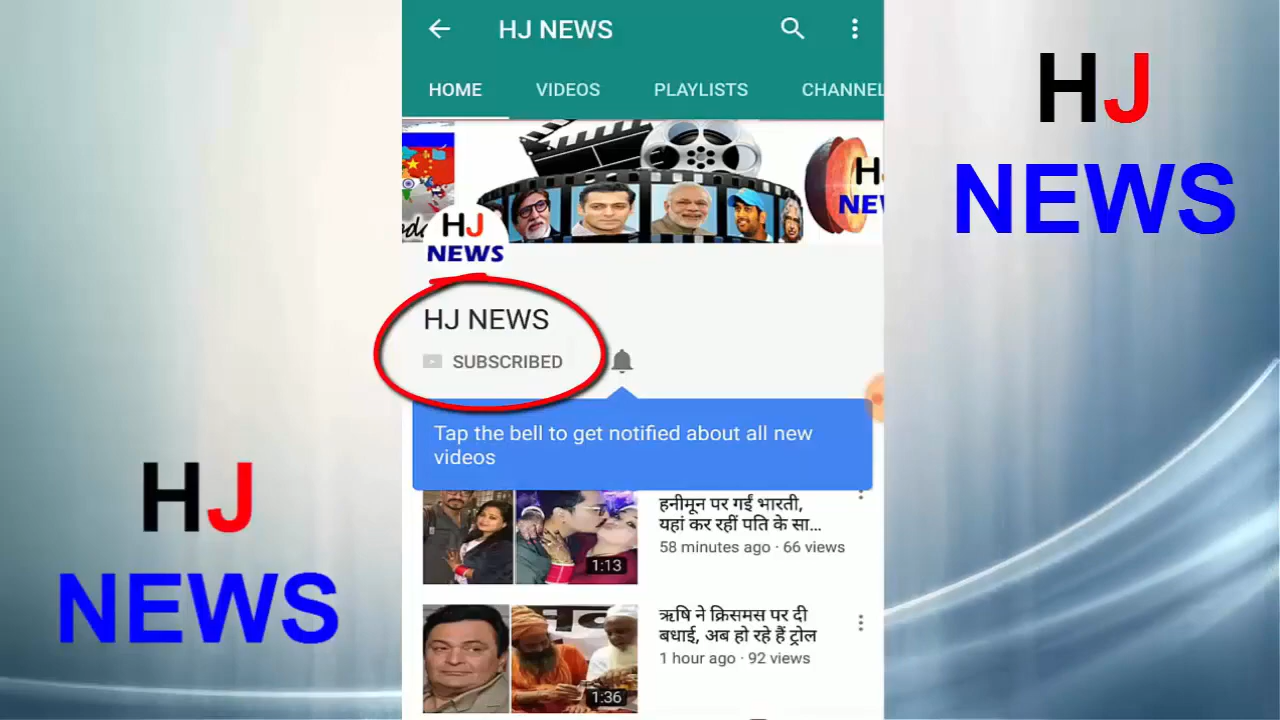 HJ NEWS
HOME VIDEOS PLAYLISTS CHANNEL
HJ
NEWS
HJ
NEWS
HJ
NEW
HJ NEWS
SUBSCRIBED
Tap the bell to get notified about all new
videos
हनीमून पर गईं भारती,
यहां कर रहीं पति के सा...
58 minutes ago · 66 views
1:13
HJ
NEWS
ऋषि ने क्रिसमस पर दी
बधाई, अब हो रहे हैं ट्रोल
1 hour ago · 92 views
1:36